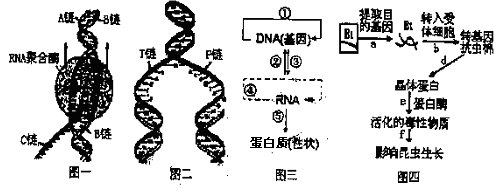 A链
B链
RNA聚合酶
C链
B链
图一
T链
P链
图二
①
DNA(基因)
②
③
④
RNA
⑤
蛋白质(性状)
图三
Bt
提取目
的基因
a
Bt
转入受
体细胞
b
转基因
抗虫棉
d
晶体蛋白
e
蛋白酶
活化的毒性物质
f
影响昆虫生长
图四